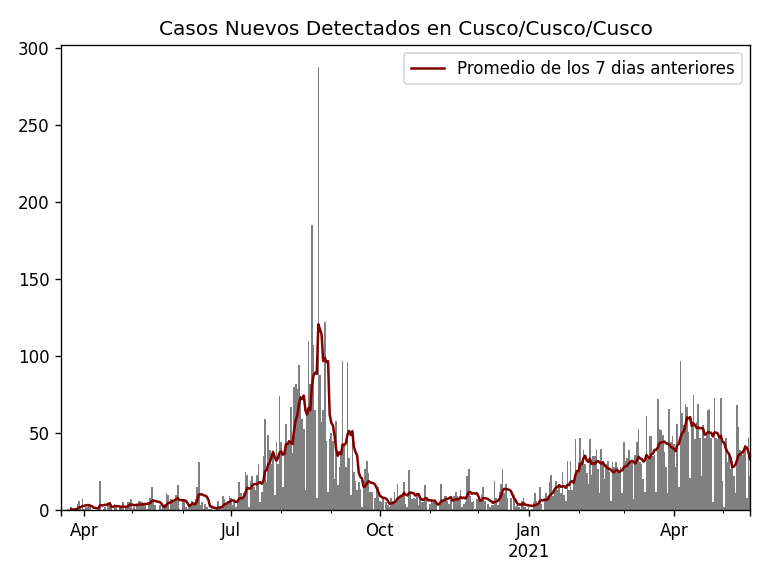 Casos Nuevos Detectados en Cusco/Cusco/Cusco
Promedio de los 7 dias anteriores
300
250
200
150
100
50
0
Apr
Jul
Oct
Jan
2021
Apr